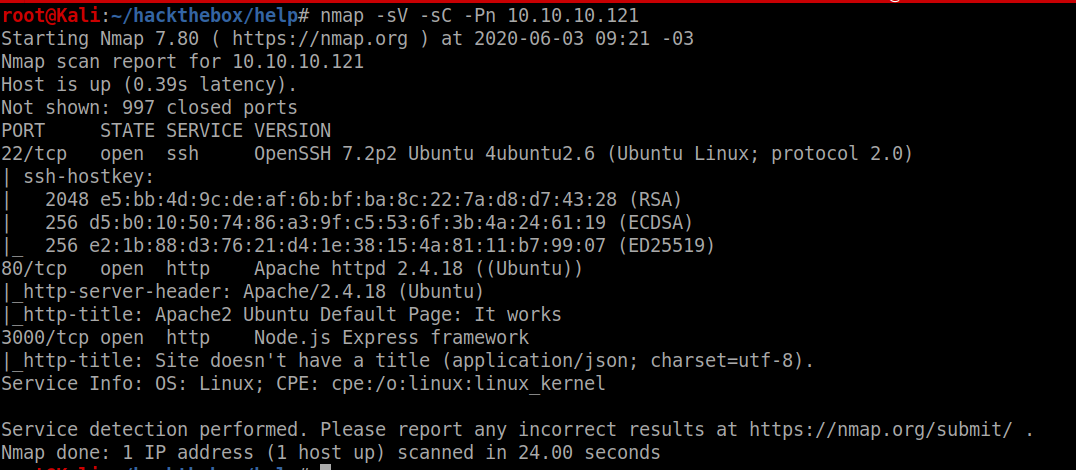 root@Kali:~/hackthebox/help# nmap -sV -sC -Pn 10.10.10.121
Starting Nmap 7.80 ( https://nmap.org ) at 2020-06-03 09:21 -03
Nmap scan report for 10.10.10.121
Host is up (0.39s latency).
Not shown: 997 closed ports
PORT     STATE SERVICE VERSION
22/tcp   open  ssh     OpenSSH 7.2p2 Ubuntu 4ubuntu2.6 (Ubuntu Linux; protocol 2.0)
| ssh-hostkey:
|   2048 e5:bb:4d:9c:de:af:6b:bf:ba:8c:22:7a:d8:d7:43:28 (RSA)
|   256 d5:b0:10:50:74:86:a3:9f:c5:53:6f:3b:4a:24:61:19 (ECDSA)
|_  256 e2:1b:88:d3:76:21:d4:1e:38:15:4a:81:11:b7:99:07 (ED25519)
80/tcp   open  http    Apache httpd 2.4.18 ((Ubuntu))
|_http-server-header: Apache/2.4.18 (Ubuntu)
|_http-title: Apache2 Ubuntu Default Page: It works
3000/tcp open  http    Node.js Express framework
|_http-title: Site doesn't have a title (application/json; charset=utf-8).
Service Info: OS: Linux; CPE: cpe:/o:linux:linux_kernel
Service detection performed. Please report any incorrect results at https://nmap.org/submit/ .
Nmap done: 1 IP address (1 host up) scanned in 24.00 seconds
root@Kali:~/hackthebox/help#